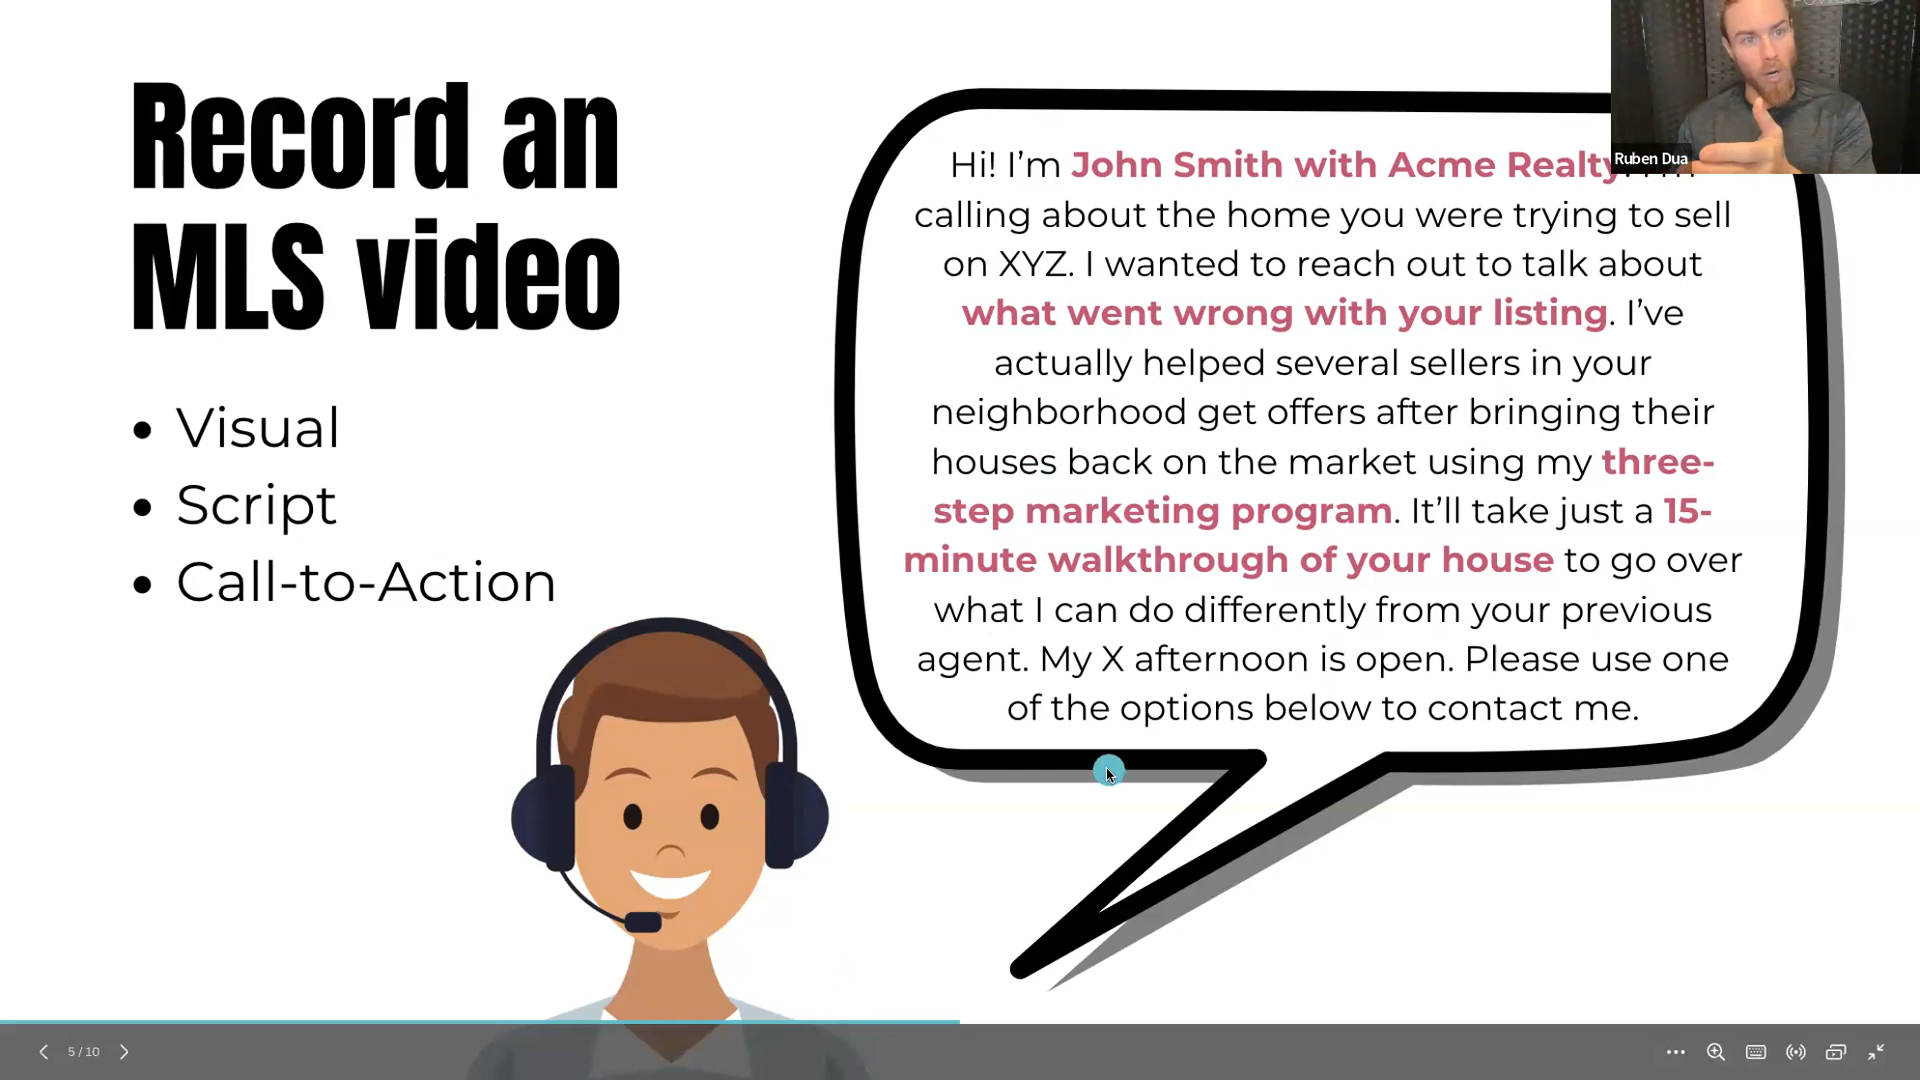 Record an
MLS video
• Visual
• Script
• Call-to-Action
Hi! I’m John Smith with Acme Realty
calling about the home you were trying to sell
on XYZ. I wanted to reach out to talk about
what went wrong with your listing. I’ve
actually helped several sellers in your
neighborhood get offers after bringing their
houses back on the market using my three-
step marketing program. It’ll take just a 15-
minute walkthrough of your house to go over
what I can do differently from your previous
agent. My X afternoon is open. Please use one
of the options below to contact me.
Ruben Dua
5 / 10